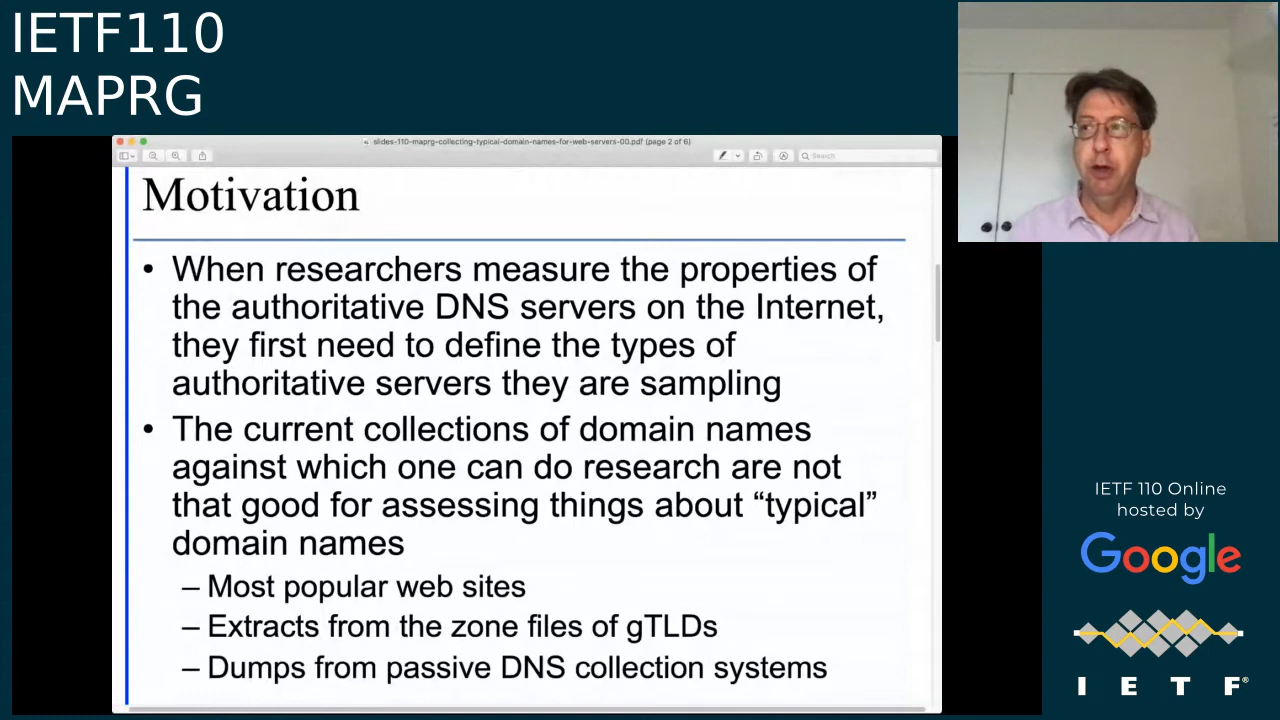 IETF110
MAPRG
slides-110-maprg-collecting-typical-domain-names-for-web-servers-00.pdf (page 2 of 6)
Search
Motivation
• When researchers measure the properties of
the authoritative DNS servers on the Internet,
they first need to define the types of
authoritative servers they are sampling
• The current collections of domain names
against which one can do research are not
that good for assessing things about “typical”
domain names
– Most popular web sites
– Extracts from the zone files of gTLDs
– Dumps from passive DNS collection systems
IETF 110 Online
hosted by
Google
I E T F®